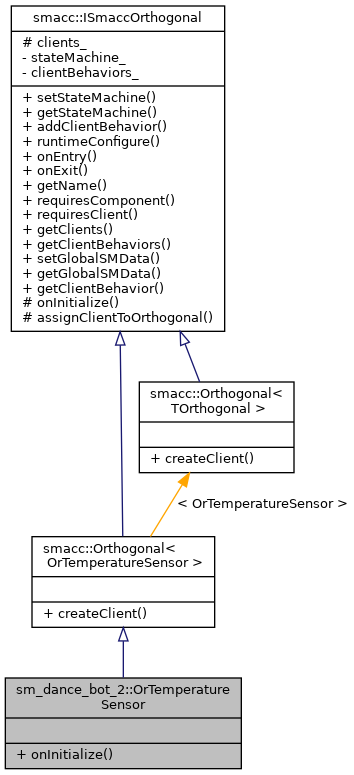 smacc::ISmaccOrthogonal
# clients_
- stateMachine_
- clientBehaviors_
+ setStateMachine()
+ getStateMachine()
+ addClientBehavior()
+ runtimeConfigure()
+ onEntry()
+ onExit()
+ getName()
+ requiresComponent()
+ requiresClient()
+ getClients()
+ getClientBehaviors()
+ setGlobalSMData()
+ getGlobalSMData()
+ getClientBehavior()
# onInitialize()
# assignClientToOrthogonal()
smacc::Orthogonal<
TOrthogonal >
+ createClient()
< OrTemperatureSensor >
smacc::Orthogonal<
OrTemperatureSensor >
+ createClient()
sm_dance_bot_2::OrTemperature
Sensor
+ onInitialize()